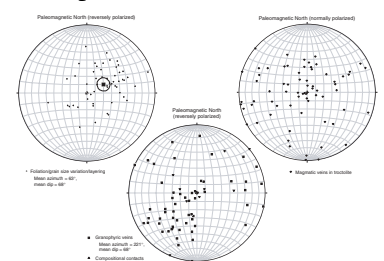 Paleomagnetic North (reversely polarized)
Paleomagnetic North (normally polarized)
Foliation/grain size variation/layering
Mean azimuth = 63°,
mean dip = 68°
Paleomagnetic North
(reversely polarized)
Magmatic veins in troctolite
Granophyric veins
Mean azimuth = 221°,
mean dip = 68°
Compositional contacts